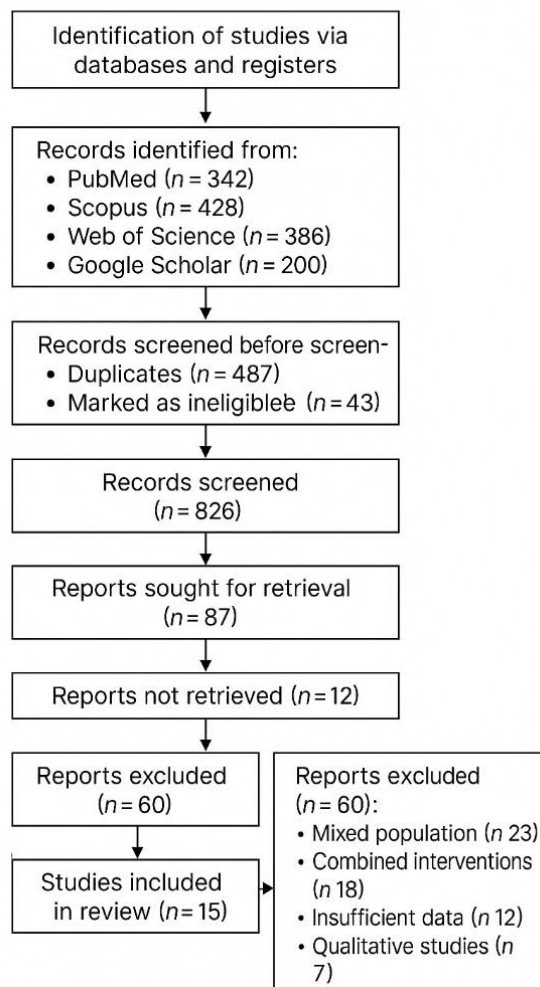 Identification of studies via
databases and registers
Records identified from:
• PubMed (n = 342)
• Scopus (n = 428)
• Web of Science (n = 386)
• Google Scholar (n = 200)
Records screened before screen-
• Duplicates (n = 487)
• Marked as ineligibleè (n = 43)
Records screened
(n = 826)
Reports sought for retrieval
(n = 87)
Reports not retrieved (n = 12)
Reports excluded
(n = 60)
Studies included
in review (n = 15)
Reports excluded
(n = 60):
• Mixed population (n 23)
• Combined interventions
(n 18)
• Insufficient data (n 12)
• Qualitative studies (n
7)